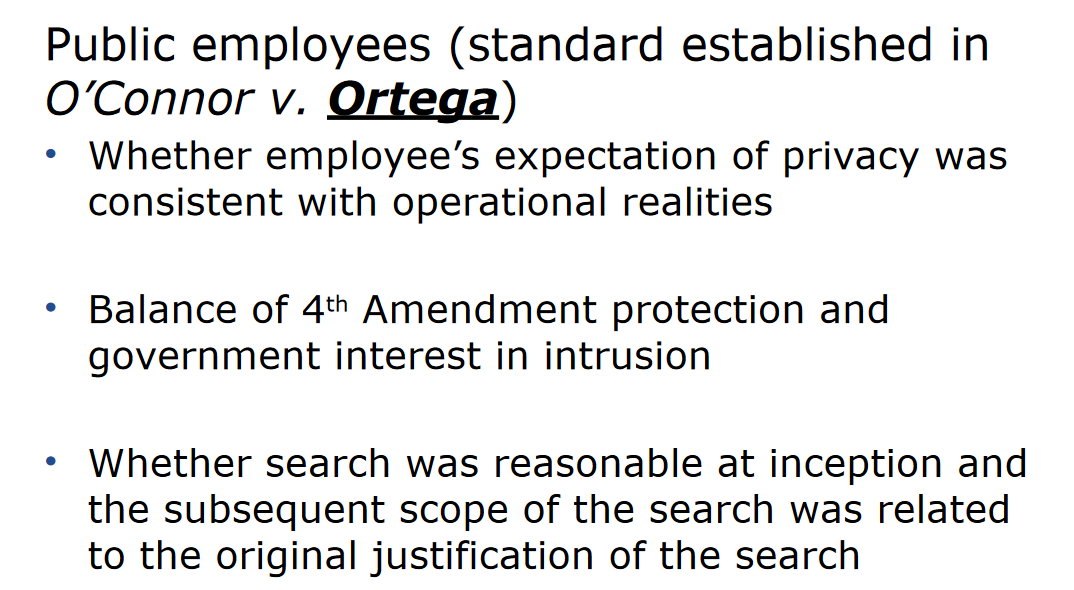 Public employees (standard established in
O’Connor v. Ortega)
• Whether employee’s expectation of privacy was
consistent with operational realities
• Balance of 4th Amendment protection and
government interest in intrusion
• Whether search was reasonable at inception and
the subsequent scope of the search was related
to the original justification of the search